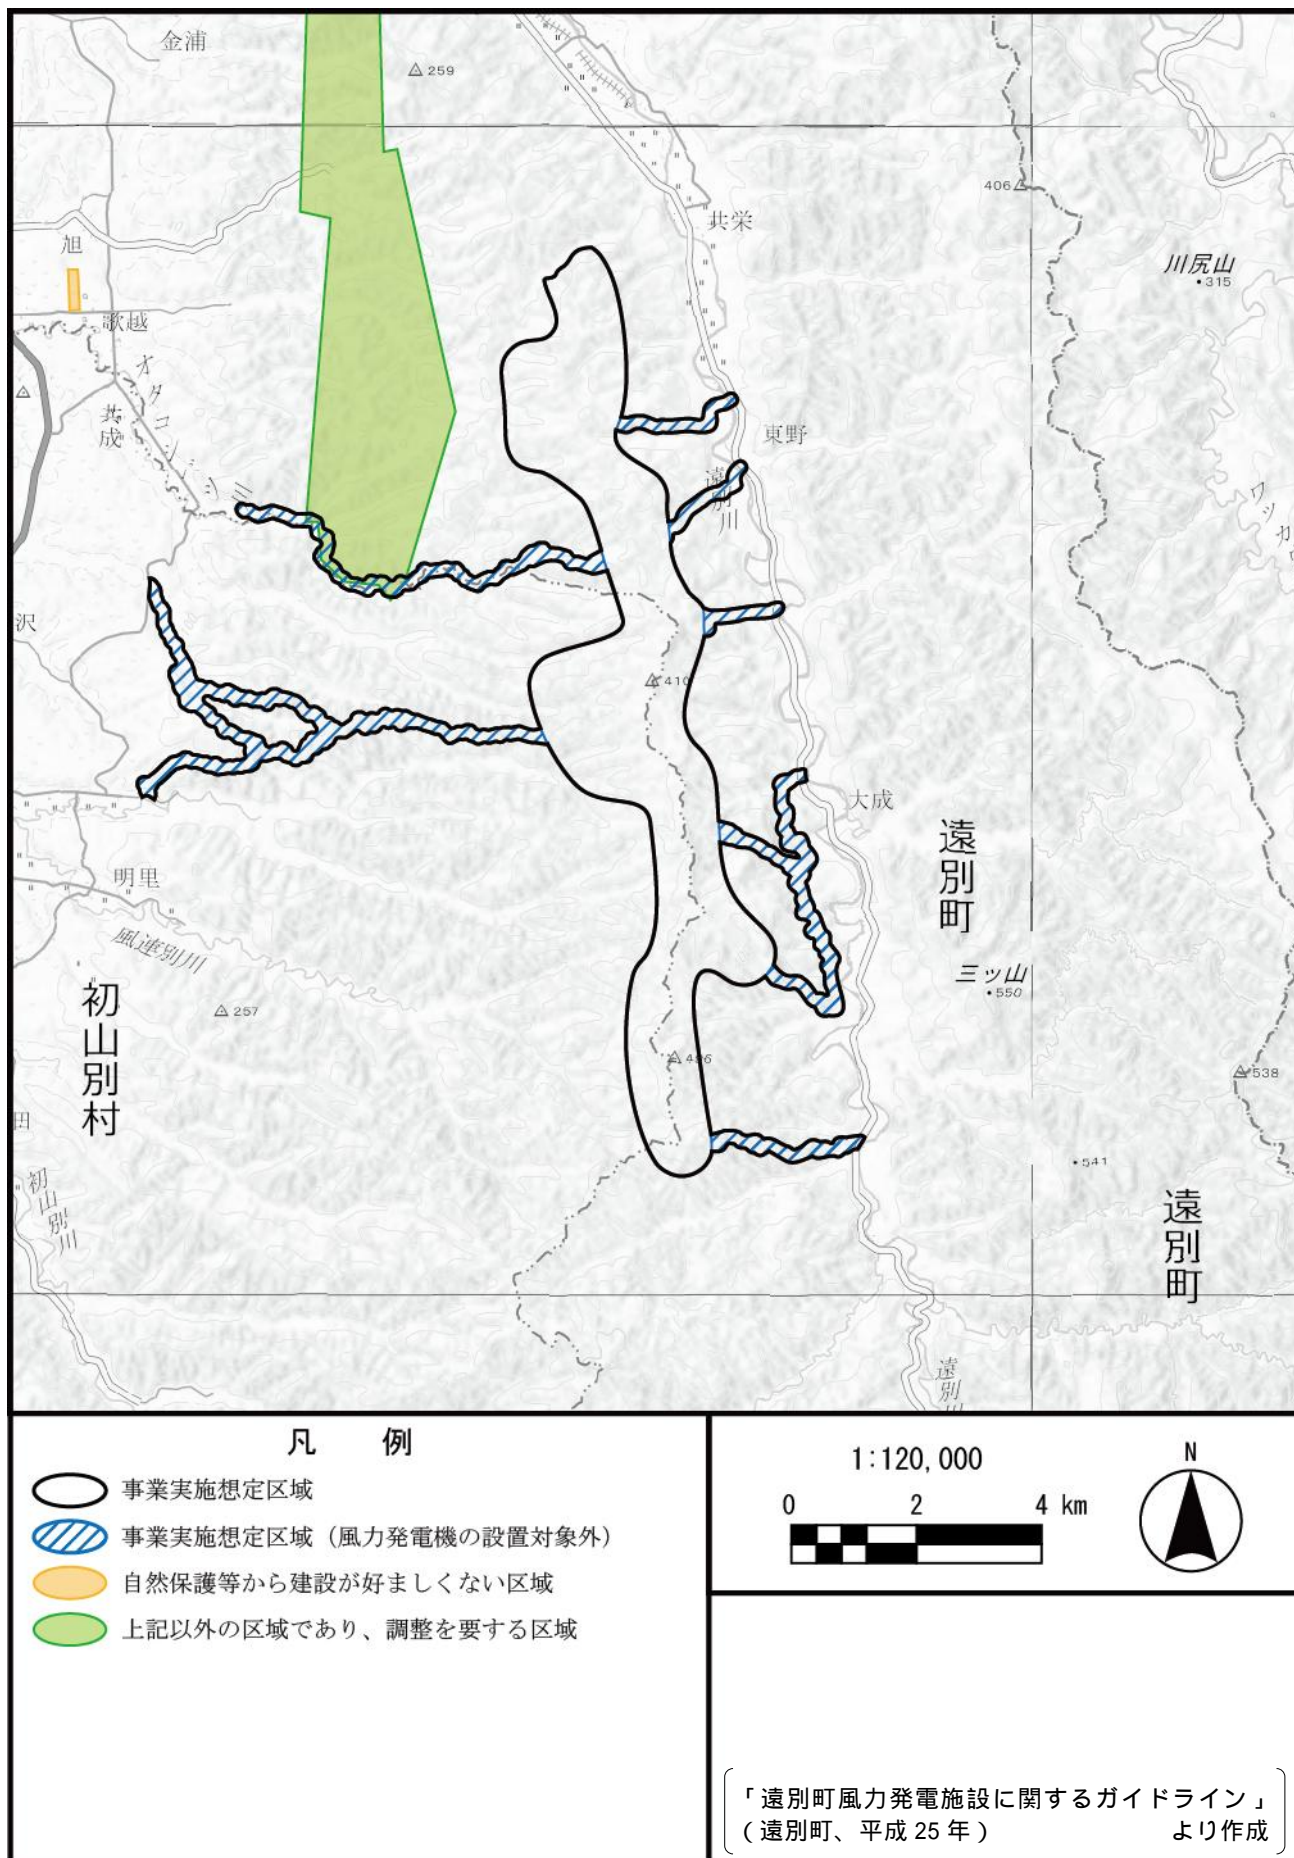 金浦
259
共栄
406
旭
川尻山
315
歌越
オタコシベツ川
共成
東野
遠別川
ワッカウ
沢
410
大成
遠別町
明里
風連別川
三ッ山
550
初山別村
257
496
538
田
541
初山別川
遠別町
遠別川
凡 例
事業実施想定区域
事業実施想定区域（風力発電機の設置対象外）
自然保護等から建設が好ましくない区域
上記以外の区域であり、調整を要する区域
1:120,000
0 2 4 km
N
「遠別町風力発電施設に関するガイドライン」
（遠別町、平成 25 年） より作成